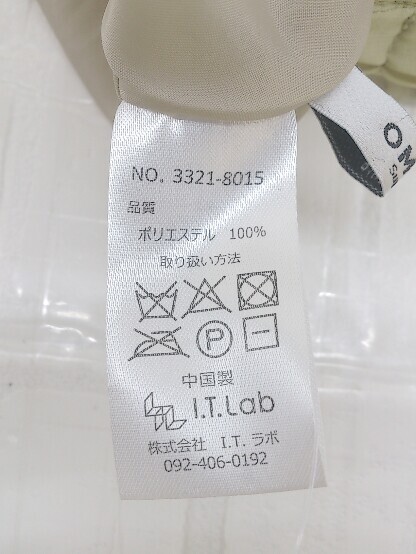 NO. 3321-8015
品質
ポリエステル 100%
取り扱い方法
P
中国製
I.T.Lab
株式会社 I.T. ラボ
092-406-0192
OM